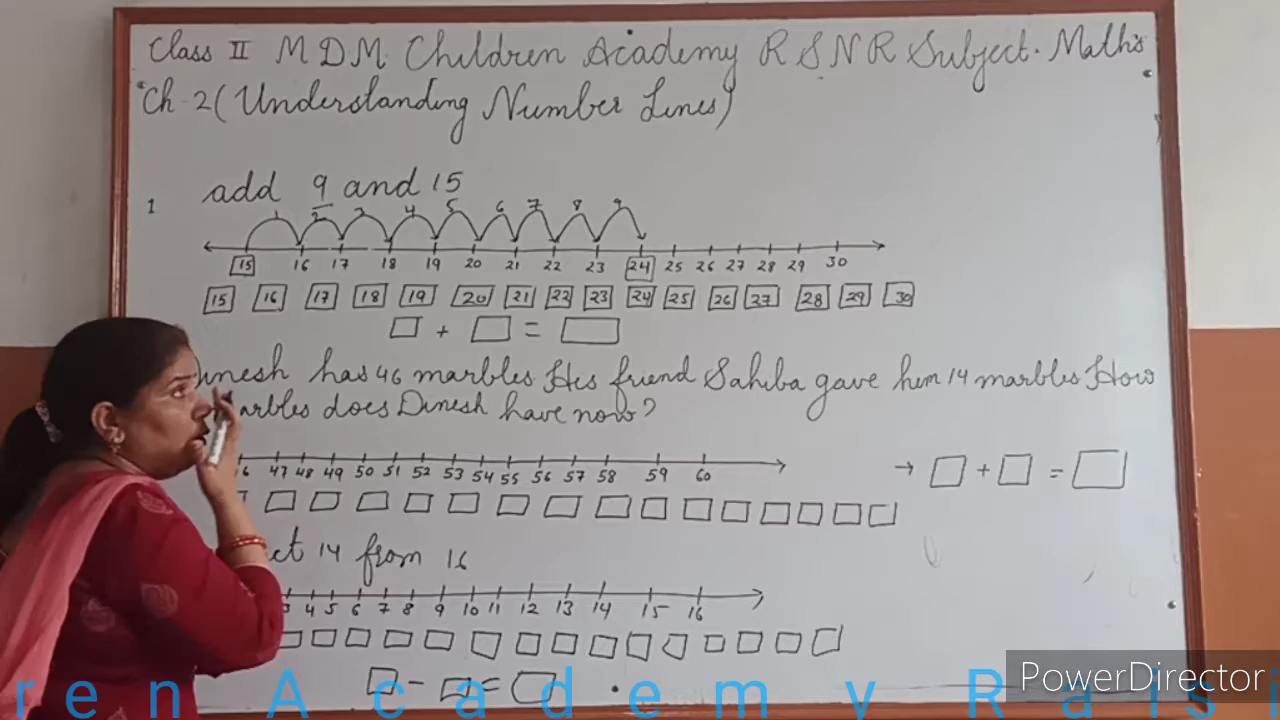 Class II M D M Children Academy R S N R Subject. Maths
Ch-2 (Understanding Number Lines)
1 add 9 and 15
1 2 3 4 5 6 7 8 9
15 16 17 18 19 20 21 22 23 24 25 26 27 28 29 30
15 16 17 18 19 20 21 22 23 24 25 26 27 28 29 30
+ =
has 46 marbles His friend Sahiba gave him 14 marbles How
does Dinesh have now?
47 48 49 50 51 52 53 54 55 56 57 58 59 60
→ + =
14 from 16
3 4 5 6 7 8 9 10 11 12 13 14 15 16
- =
ren Academy Raisi
PowerDirector